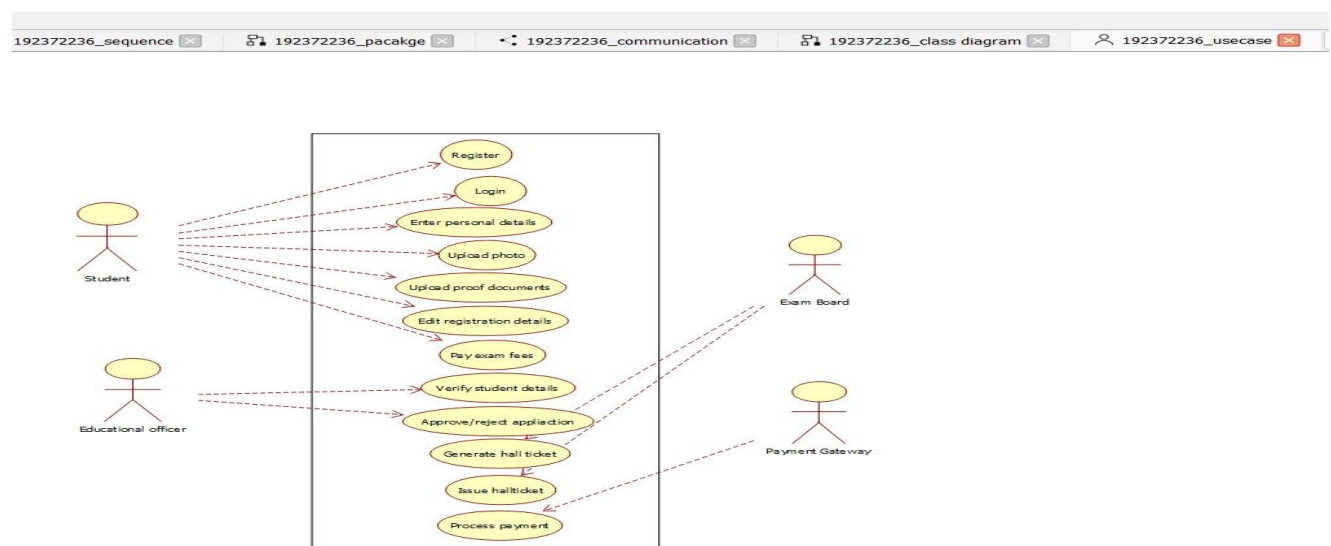 192372236_sequence
192372236_pacakge
192372236_communication
192372236_class diagram
192372236_usecase
Register
Login
Enter personal details
Upload photo
Upload proof documents
Edit registration details
Pay exam fees
Verify student details
Approve/reject appliaction
Generate hall ticket
Issue hallticket
Process payment
Student
Educational officer
Exam Board
Payment Gateway